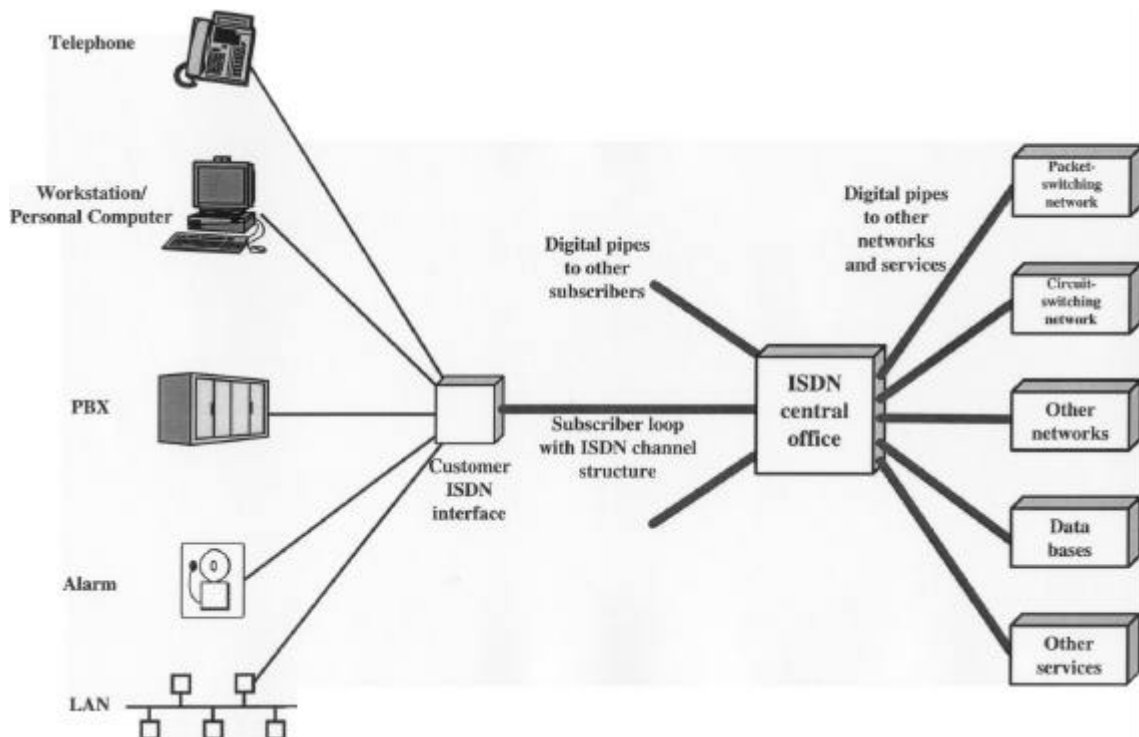 Telephone
Workstation/
Personal Computer
PBX
Alarm
LAN
Customer
ISDN
interface
Digital pipes
to other
subscribers
Subscriber loop
with ISDN channel
structure
ISDN
central
office
Digital pipes
to other
networks
and services
Packet-
switching
network
Circuit-
switching
network
Other
networks
Data
bases
Other
services